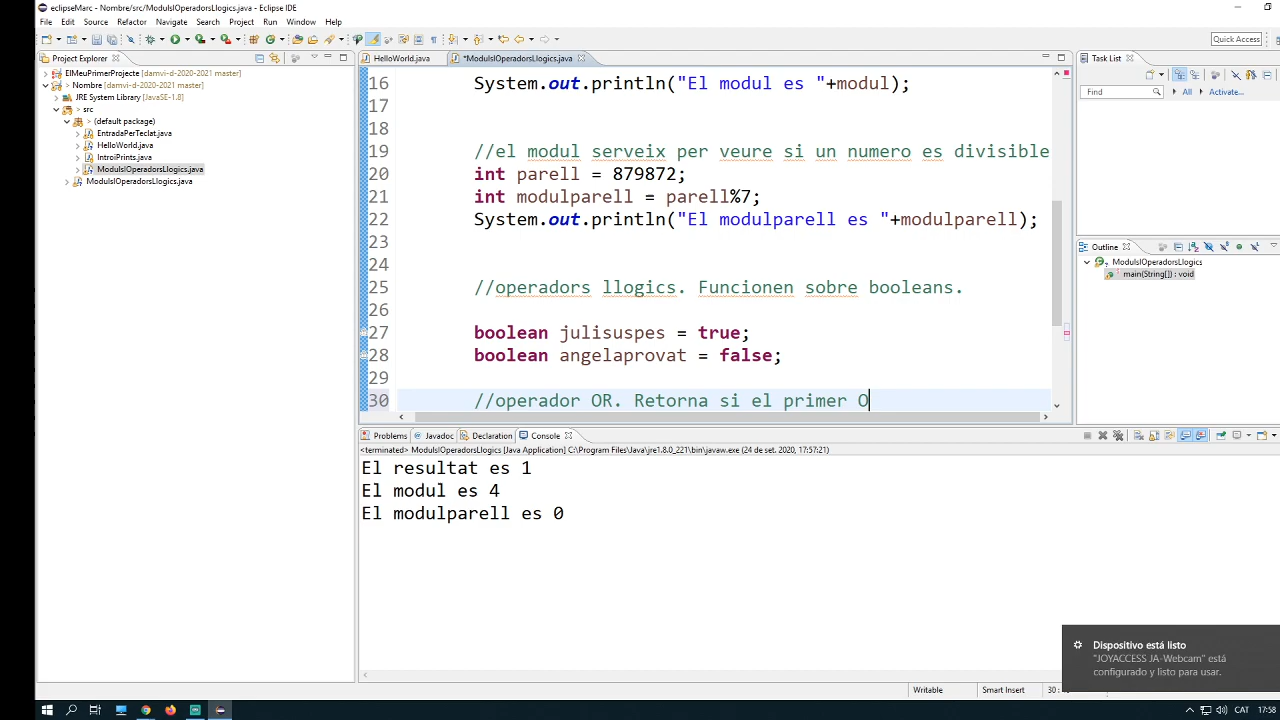 eclipseMarc - Nombre/src/ModulsIOperadorsLlogics.java - Eclipse IDE
File Edit Source Refactor Navigate Search Project Run Window Help
Quick Access
Project Explorer
ElMeuPrimerProjecte [damvi-d-2020-2021 master]
Nombre [damvi-d-2020-2021 master]
JRE System Library [JavaSE-1.8]
src
(default package)
EntradaPerTeclat.java
HelloWorld.java
IntroiPrints.java
ModulsIOperadorsLlogics.java
ModulsIOperadorsLlogics.java
HelloWorld.java *ModulsIOperadorsLlogics.java
16 System.out.println("El modul es "+modul);
17
18
19 //el modul serveix per veure si un numero es divisible
20 int parell = 879872;
21 int modulparell = parell%7;
22 System.out.println("El modulparell es "+modulparell);
23
24
25 //operadors llogics. Funcionen sobre booleans.
26
27 boolean julisuspes = true;
28 boolean angelaprovat = false;
29
30 //operador OR. Retorna si el primer O
Task List
Find All Activate...
Outline
ModulsIOperadorsLlogics
main(String[]) : void
Problems Javadoc Declaration Console
<terminated> ModulsIOperadorsLlogics [Java Application] C:\Program Files\Java\jre1.8.0_221\bin\javaw.exe (24 de set. 2020, 17:57:21)
El resultat es 1
El modul es 4
El modulparell es 0
Dispositivo está listo
"JOYACCESS JA-Webcam" está
configurado y listo para usar.
Writable Smart Insert
CAT 17:58